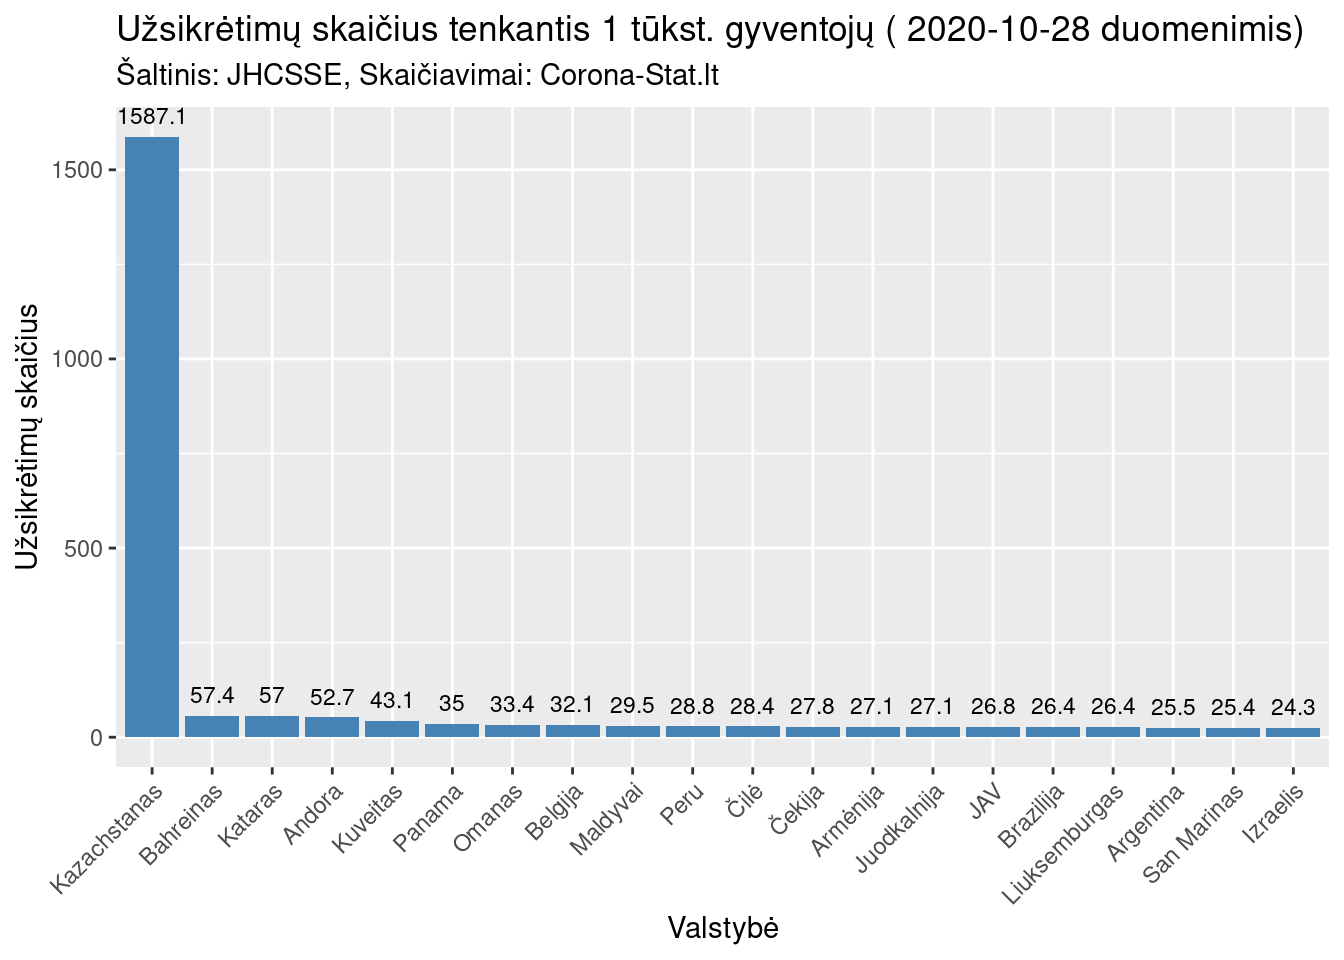 Užsikrėtimų skaičius tenkantis 1 tūkst. gyventojų ( 2020-10-28 duomenimis)
Šaltinis: JHCSSE, Skaičiavimai: Corona-Stat.lt
Užsikrėtimų skaičius
1500
1000
500
0
1587.1
57.4
57
52.7
43.1
35
33.4
32.1
29.5
28.8
28.4
27.8
27.1
27.1
26.8
26.4
26.4
25.5
25.4
24.3
Kazachstanas
Bahreinas
Kataras
Andora
Kuveitas
Panama
Omanas
Belgija
Maldyvai
Peru
Čilė
Čekija
Armėnija
Juodkalnija
JAV
Brazilija
Liuksemburgas
Argentina
San Marinas
Izraelis
Valstybė